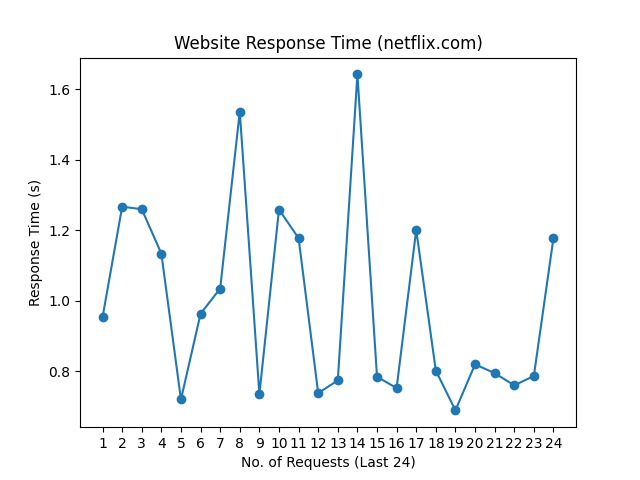 Website Response Time (netflix.com)
Response Time (s)
1.6
1.4
1.2
1.0
0.8
1 2 3 4 5 6 7 8 9 10 11 12 13 14 15 16 17 18 19 20 21 22 23 24
No. of Requests (Last 24)